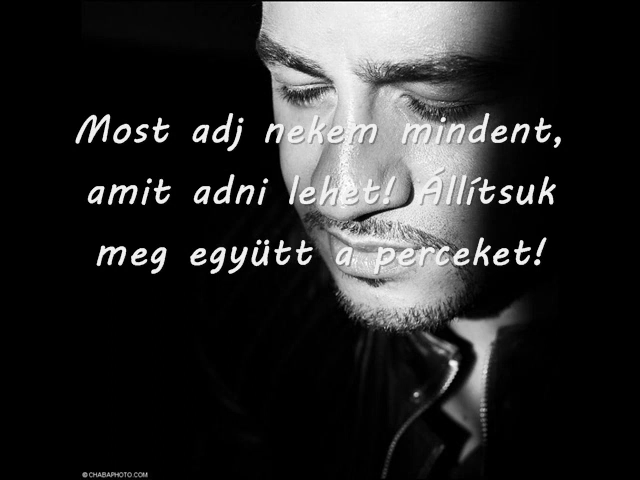 Most adj nekem mindent,
amit adni lehet! Állítsuk
meg együtt a perceket!
© CHABAPHOTO.COM